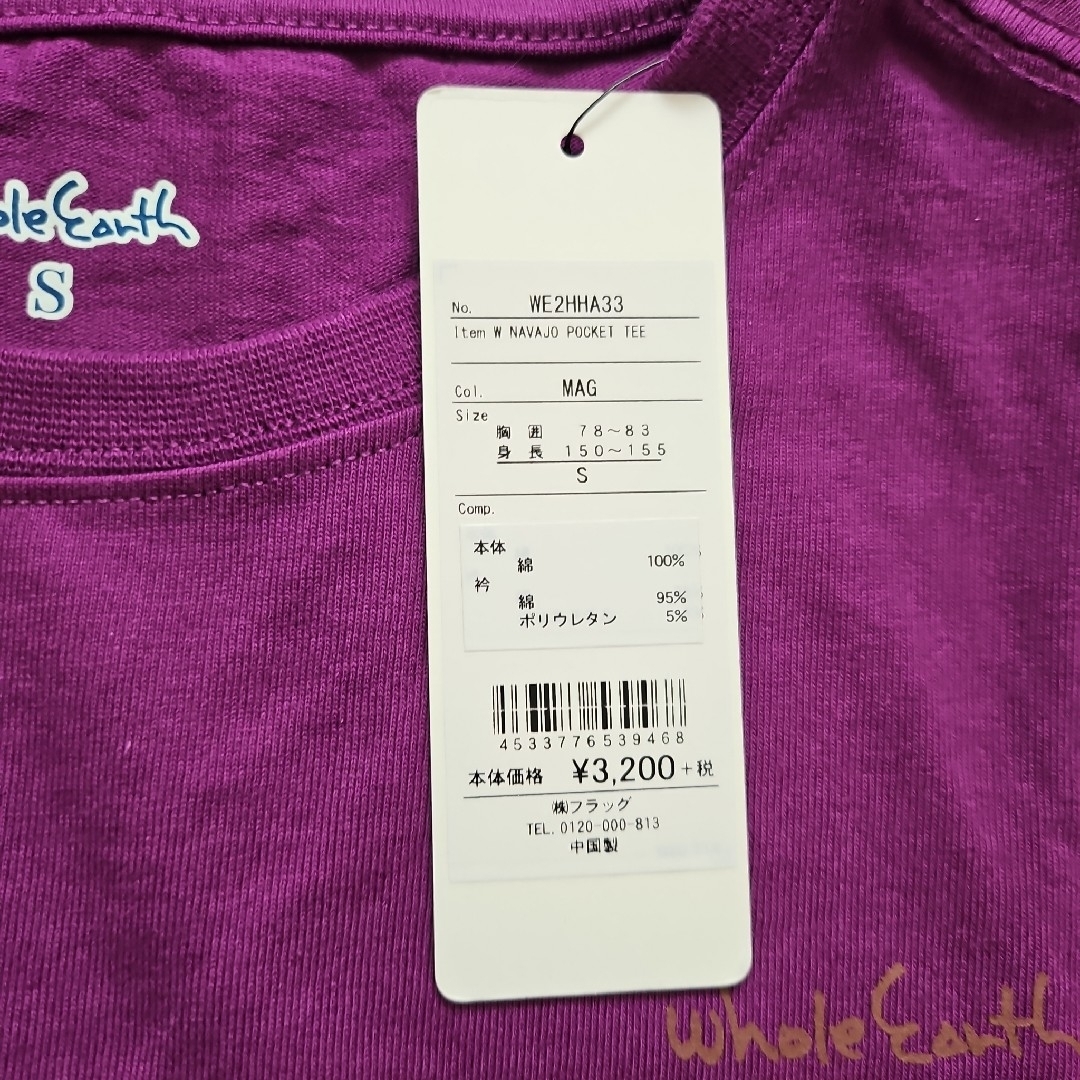 ole Earth
S
No. WE2HHA33
Item W NAVAJO POCKET TEE
Col. MAG
Size
胸 囲 78~83
身 長 150~155
S
Comp.
本体
綿 100%
衿
綿 95%
ポリウレタン 5%
4533776539468
本体価格 ¥3,200+税
㈱フラッグ
TEL. 0120-000-813
中国製
Whole Earth